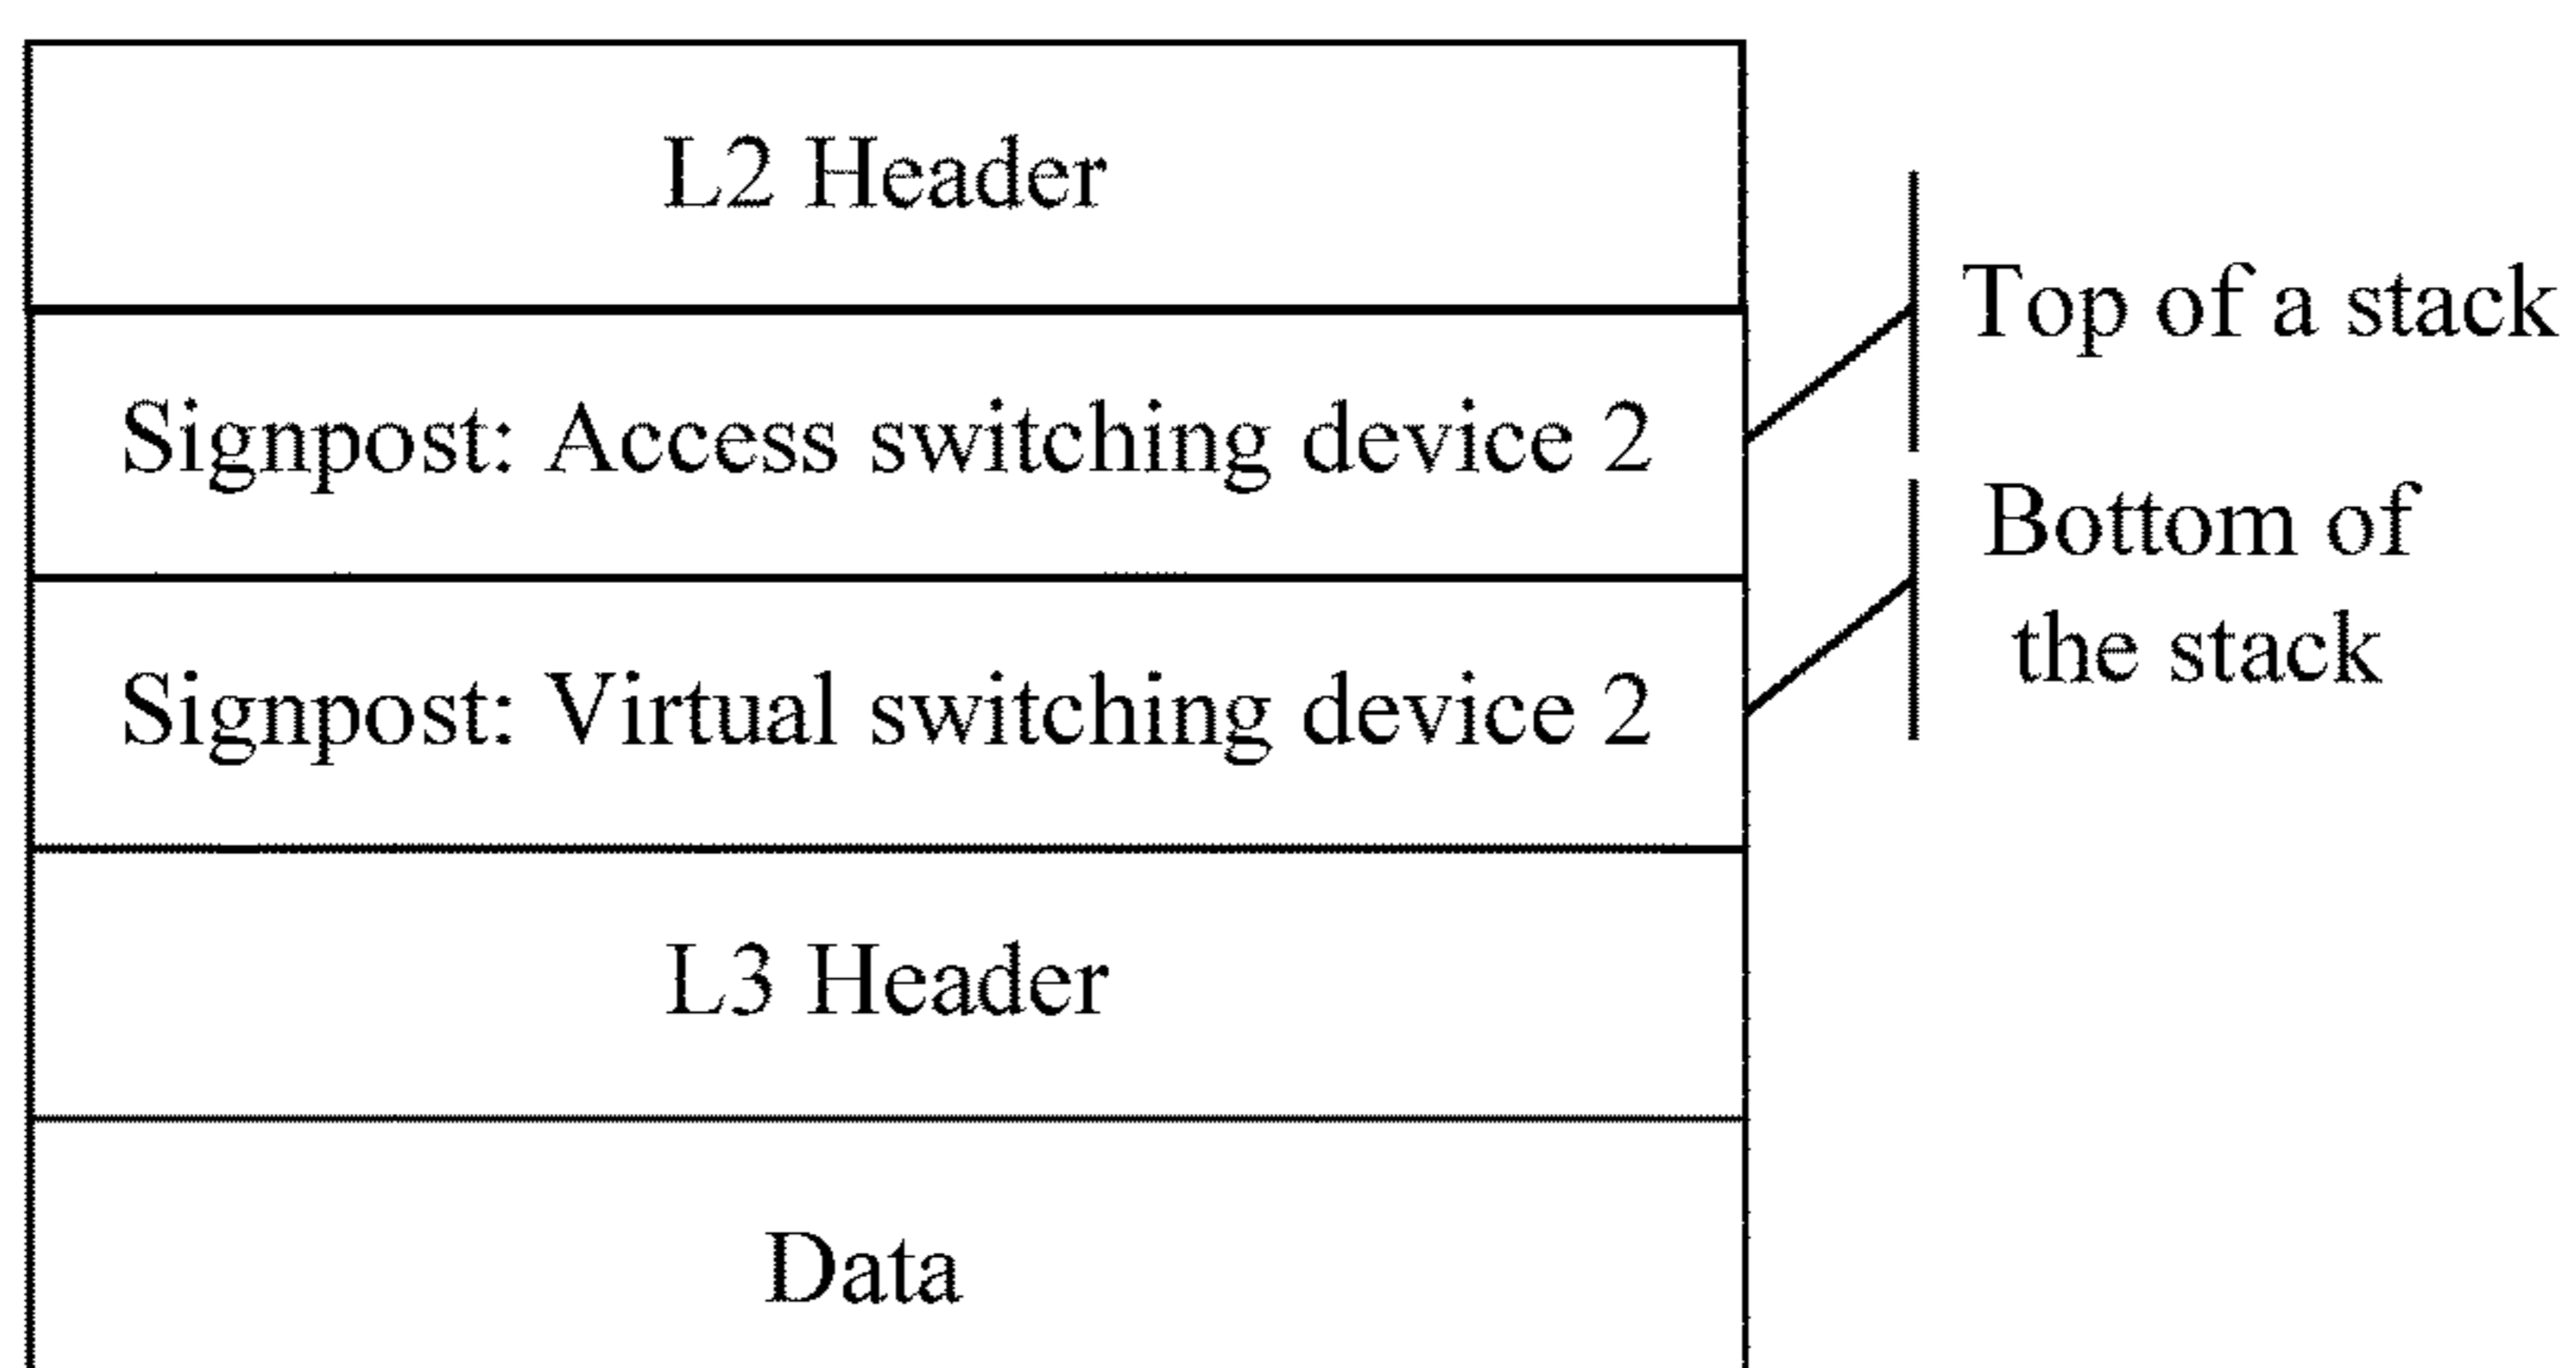 L2 Header
Signpost: Access switching device 2
Signpost: Virtual switching device 2
L3 Header
Data
Top of a stack
Bottom of
the stack